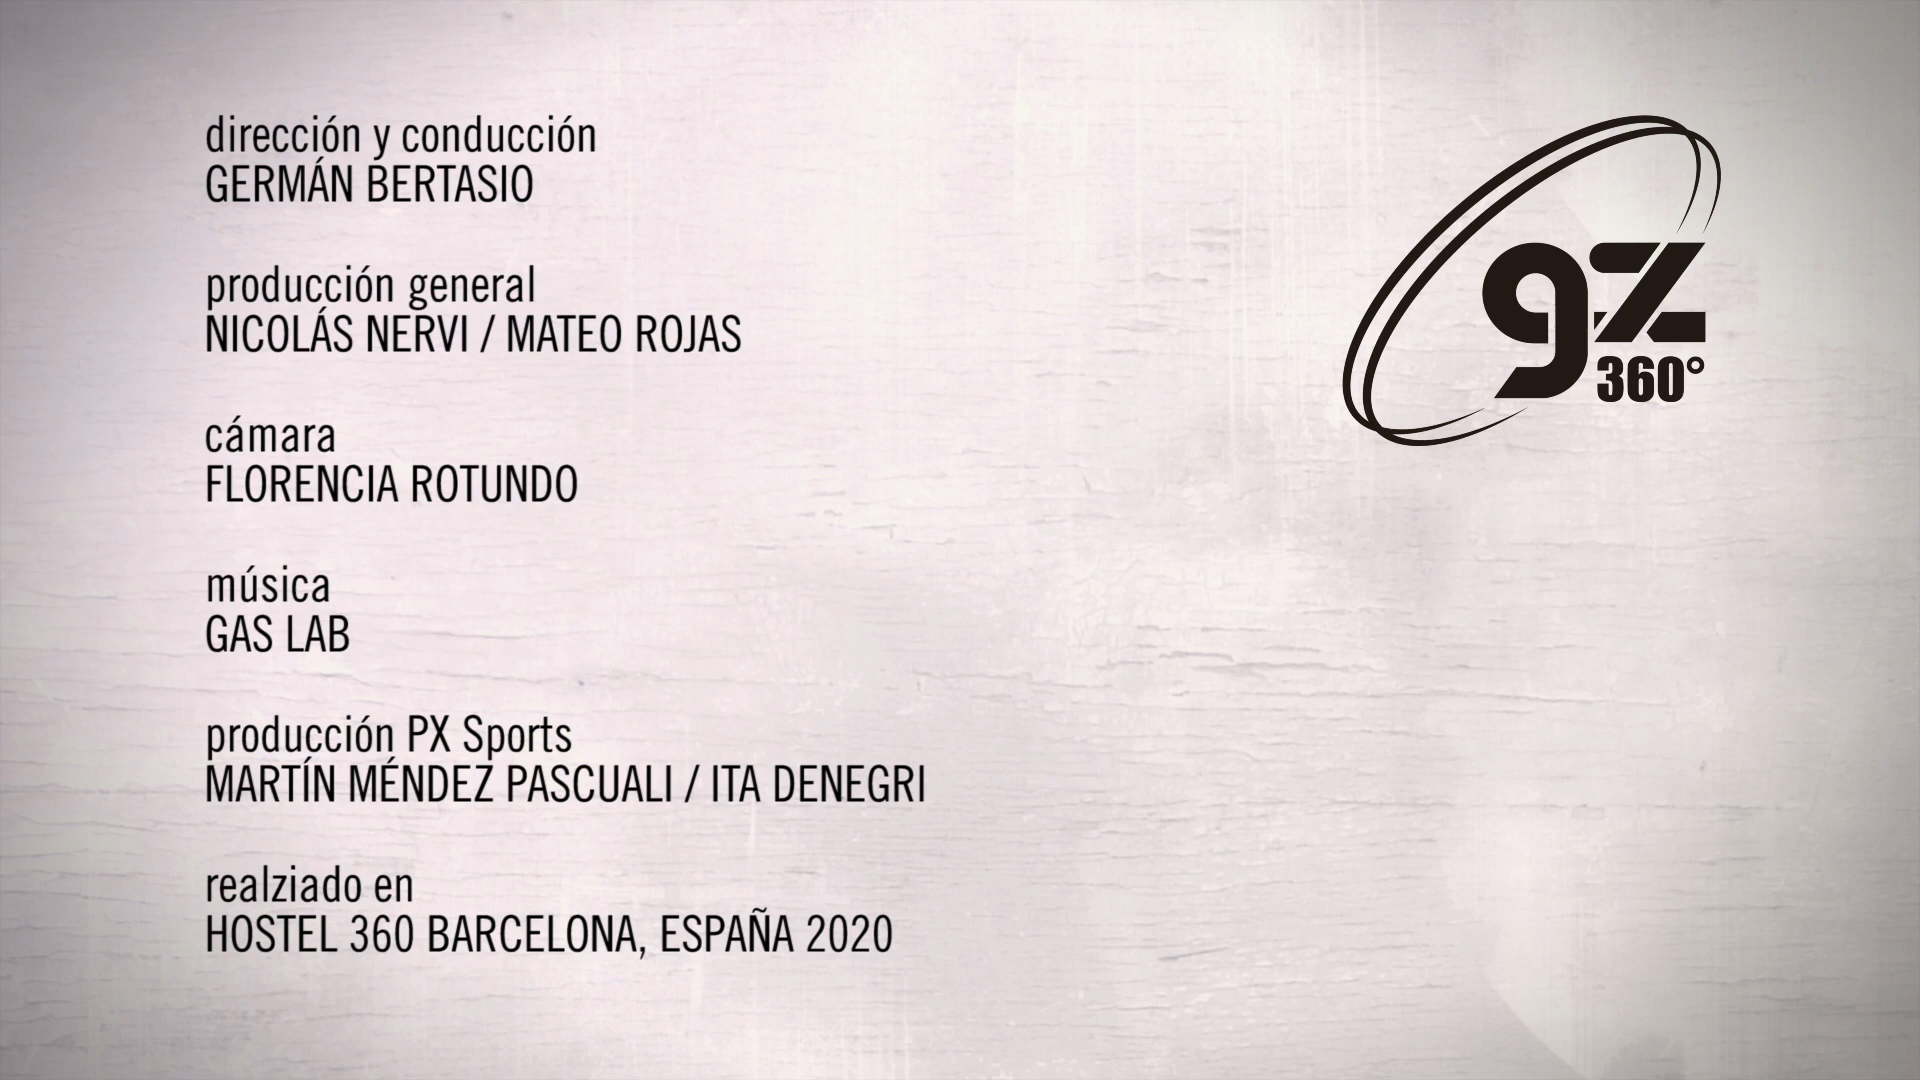 dirección y conducción
GERMÁN BERTASIO
producción general
NICOLÁS NERVI / MATEO ROJAS
cámara
FLORENCIA ROTUNDO
música
GAS LAB
producción PX Sports
MARTÍN MÉNDEZ PASCUALI / ITA DENEGRI
realziado en
HOSTEL 360 BARCELONA, ESPAÑA 2020
gz
360°